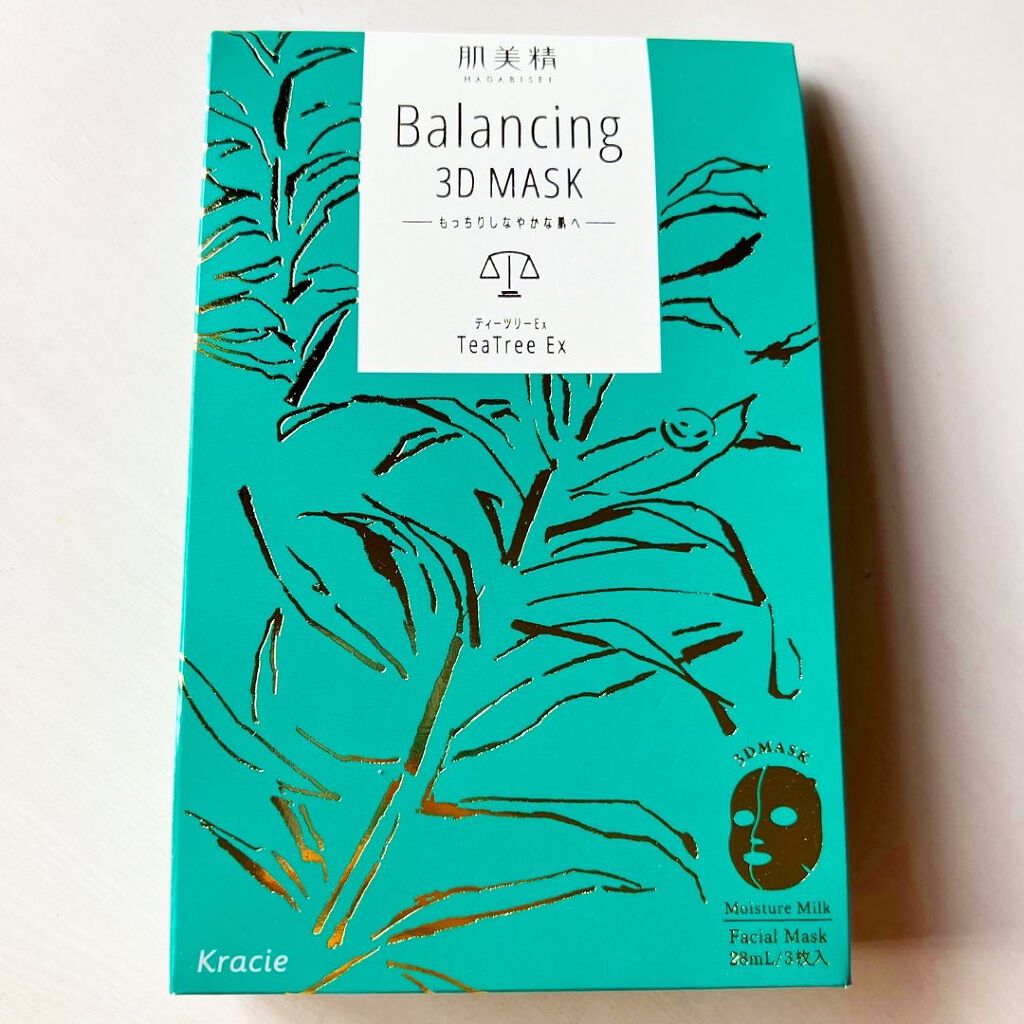 肌美精
HADABISEI
Balancing
3D MASK
もっちりしなやかな肌へ
ティーツリーEx
TeaTree Ex
3DMASK
Moisture Milk
Facial Mask
28mL/3枚入
Kracie